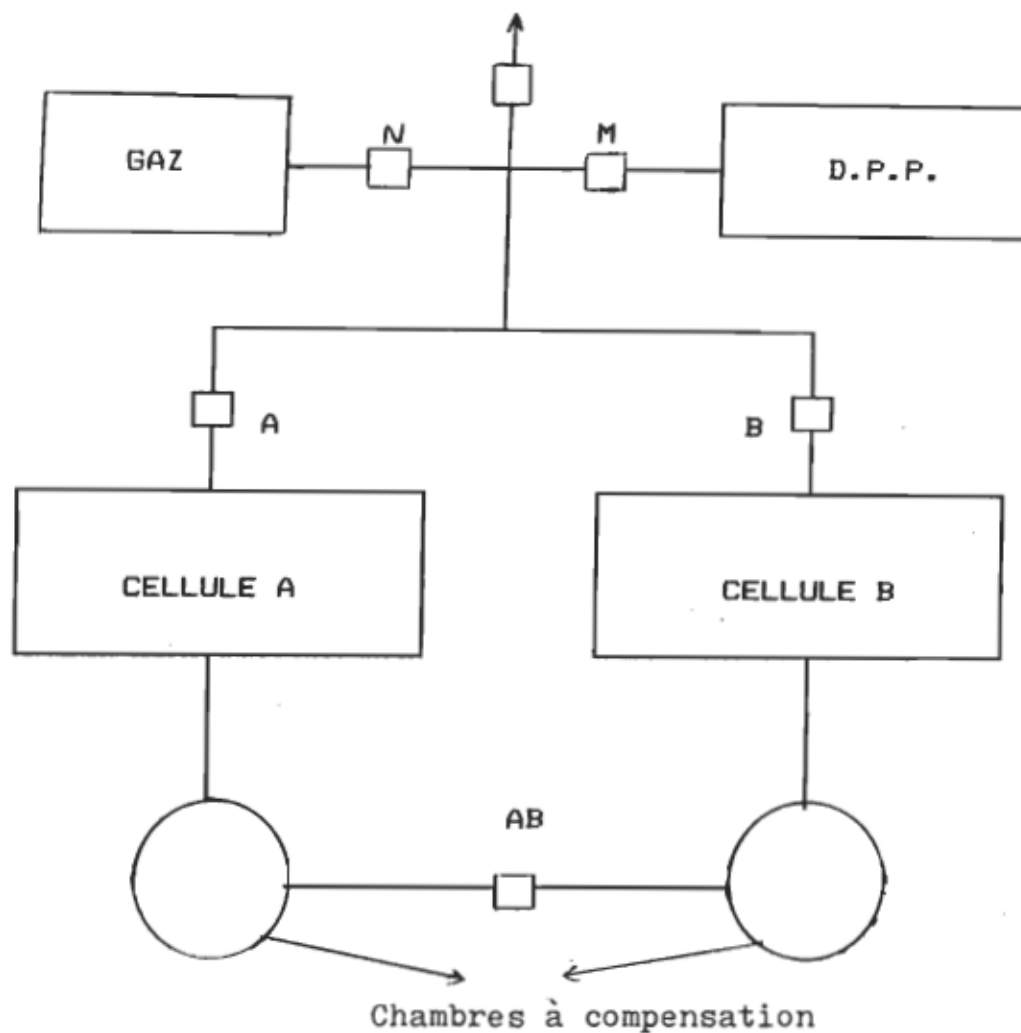 N
M
GAZ
D.P.P.
A
B
CELLULE A
CELLULE B
AB
Chambres à compensation